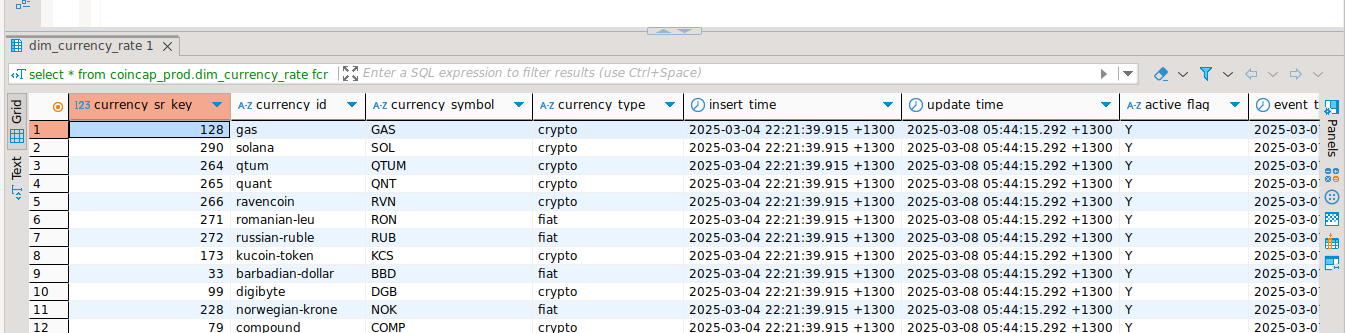 dim_currency_rate 1
select * from coincap_prod.dim_currency_rate fcr Enter a SQL expression to filter results (use Ctrl+Space)
Grid
Text
Panels
123 currency_sr_key A-Z currency_id A-Z currency_symbol A-Z currency_type insert_time update_time A-Z active_flag event_t
1 128 gas GAS crypto 2025-03-04 22:21:39.915 +1300 2025-03-08 05:44:15.292 +1300 Y 2025-03-0
2 290 solana SOL crypto 2025-03-04 22:21:39.915 +1300 2025-03-08 05:44:15.292 +1300 Y 2025-03-0
3 264 qtum QTUM crypto 2025-03-04 22:21:39.915 +1300 2025-03-08 05:44:15.292 +1300 Y 2025-03-0
4 265 quant QNT crypto 2025-03-04 22:21:39.915 +1300 2025-03-08 05:44:15.292 +1300 Y 2025-03-0
5 266 ravencoin RVN crypto 2025-03-04 22:21:39.915 +1300 2025-03-08 05:44:15.292 +1300 Y 2025-03-0
6 271 romanian-leu RON fiat 2025-03-04 22:21:39.915 +1300 2025-03-08 05:44:15.292 +1300 Y 2025-03-0
7 272 russian-ruble RUB fiat 2025-03-04 22:21:39.915 +1300 2025-03-08 05:44:15.292 +1300 Y 2025-03-0
8 173 kucoin-token KCS crypto 2025-03-04 22:21:39.915 +1300 2025-03-08 05:44:15.292 +1300 Y 2025-03-0
9 33 barbadian-dollar BBD fiat 2025-03-04 22:21:39.915 +1300 2025-03-08 05:44:15.292 +1300 Y 2025-03-0
10 99 digibyte DGB crypto 2025-03-04 22:21:39.915 +1300 2025-03-08 05:44:15.292 +1300 Y 2025-03-0
11 228 norwegian-krone NOK fiat 2025-03-04 22:21:39.915 +1300 2025-03-08 05:44:15.292 +1300 Y 2025-03-0
12 79 compound COMP crypto 2025-03-04 22:21:39.915 +1300 2025-03-08 05:44:15.292 +1300 Y 2025-03-0